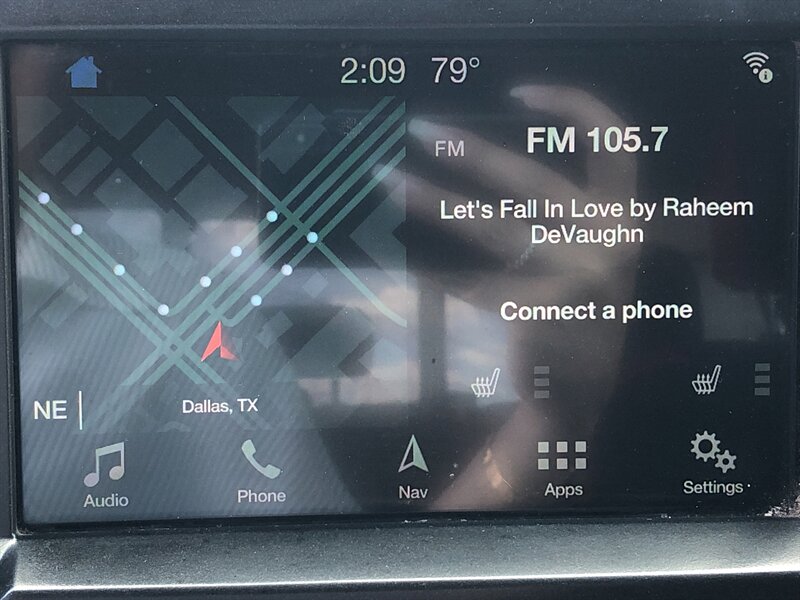 2:09 79°
FM FM 105.7
Let's Fall In Love by Raheem
DeVaughn
Connect a phone
NE
Dallas, TX
Audio Phone Nav Apps Settings